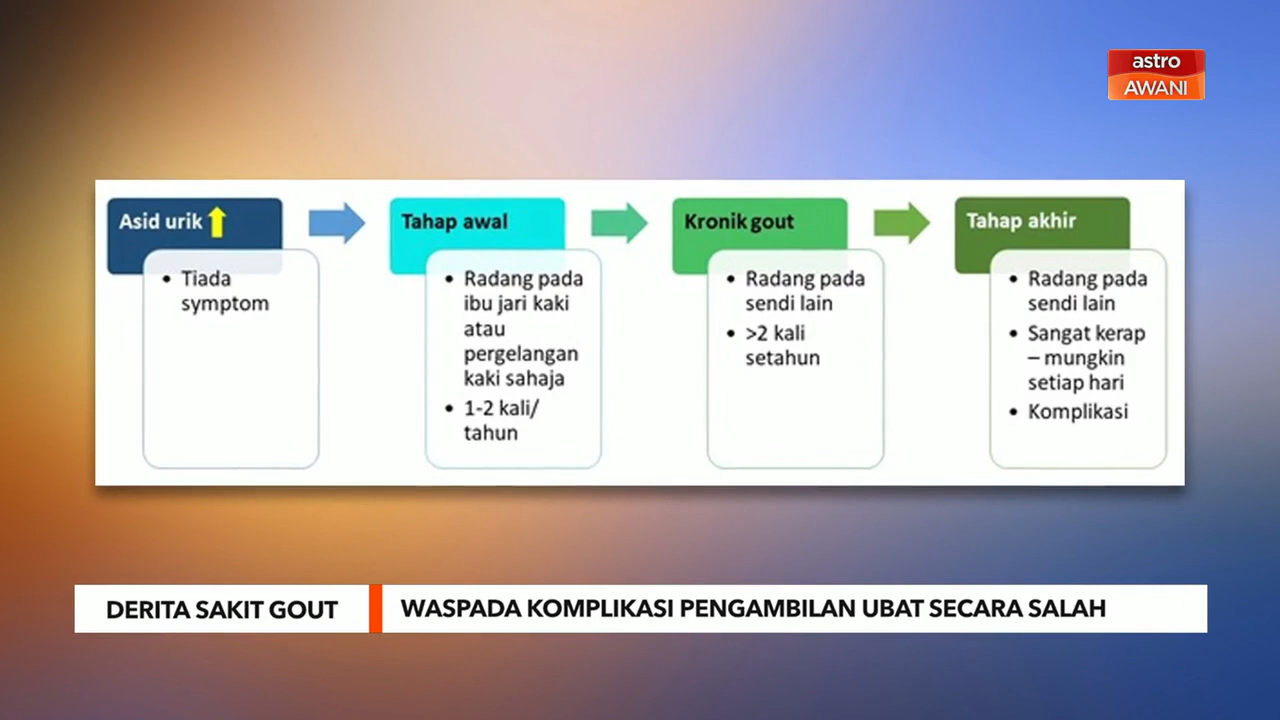 astro
AWANI
Asid urik
Tiada
symptom
Tahap awal
• Radang pada
ibu jari kaki
atau
pergelangan
kaki sahaja
• 1-2 kali/
tahun
Kronik gout
• Radang pada
sendi lain
• >2 kali
setahun
Tahap akhir
• Radang pada
sendi lain
• Sangat kerap
– mungkin
setiap hari
• Komplikasi
DERITA SAKIT GOUT
WASPADA KOMPLIKASI PENGAMBILAN UBAT SECARA SALAH